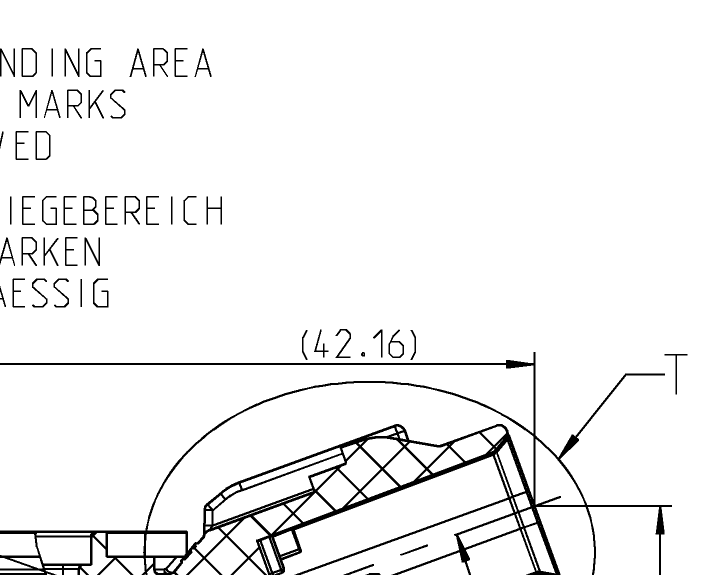 NDING AREA
MARKS
VED
IEGEBEREICH
ARKEN
AESSIG
(42.16)
T